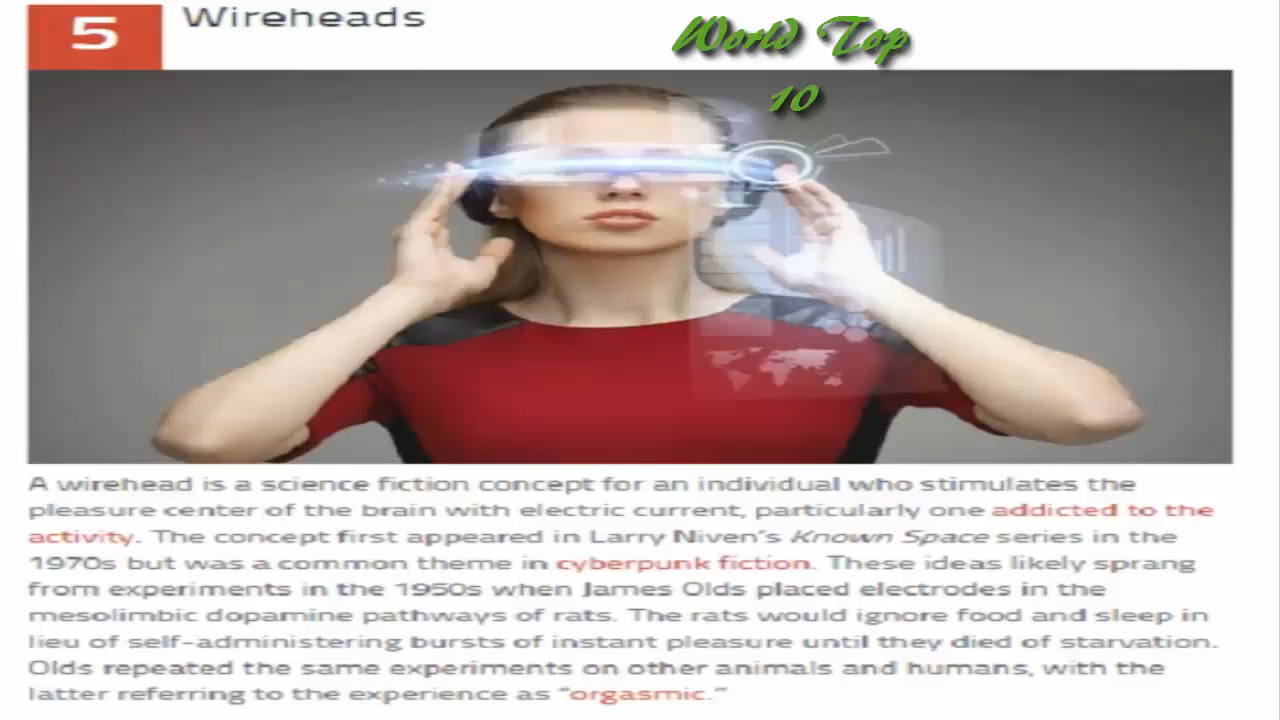 5
Wireheads
World Top
10
A wirehead is a science fiction concept for an individual who stimulates the
pleasure center of the brain with electric current, particularly one addicted to the
activity. The concept first appeared in Larry Niven's Known Space series in the
1970s but was a common theme in cyberpunk fiction. These ideas likely sprang
from experiments in the 1950s when James Olds placed electrodes in the
mesolimbic dopamine pathways of rats. The rats would ignore food and sleep in
lieu of self-administering bursts of instant pleasure until they died of starvation.
Olds repeated the same experiments on other animals and humans, with the
latter referring to the experience as "orgasmic."